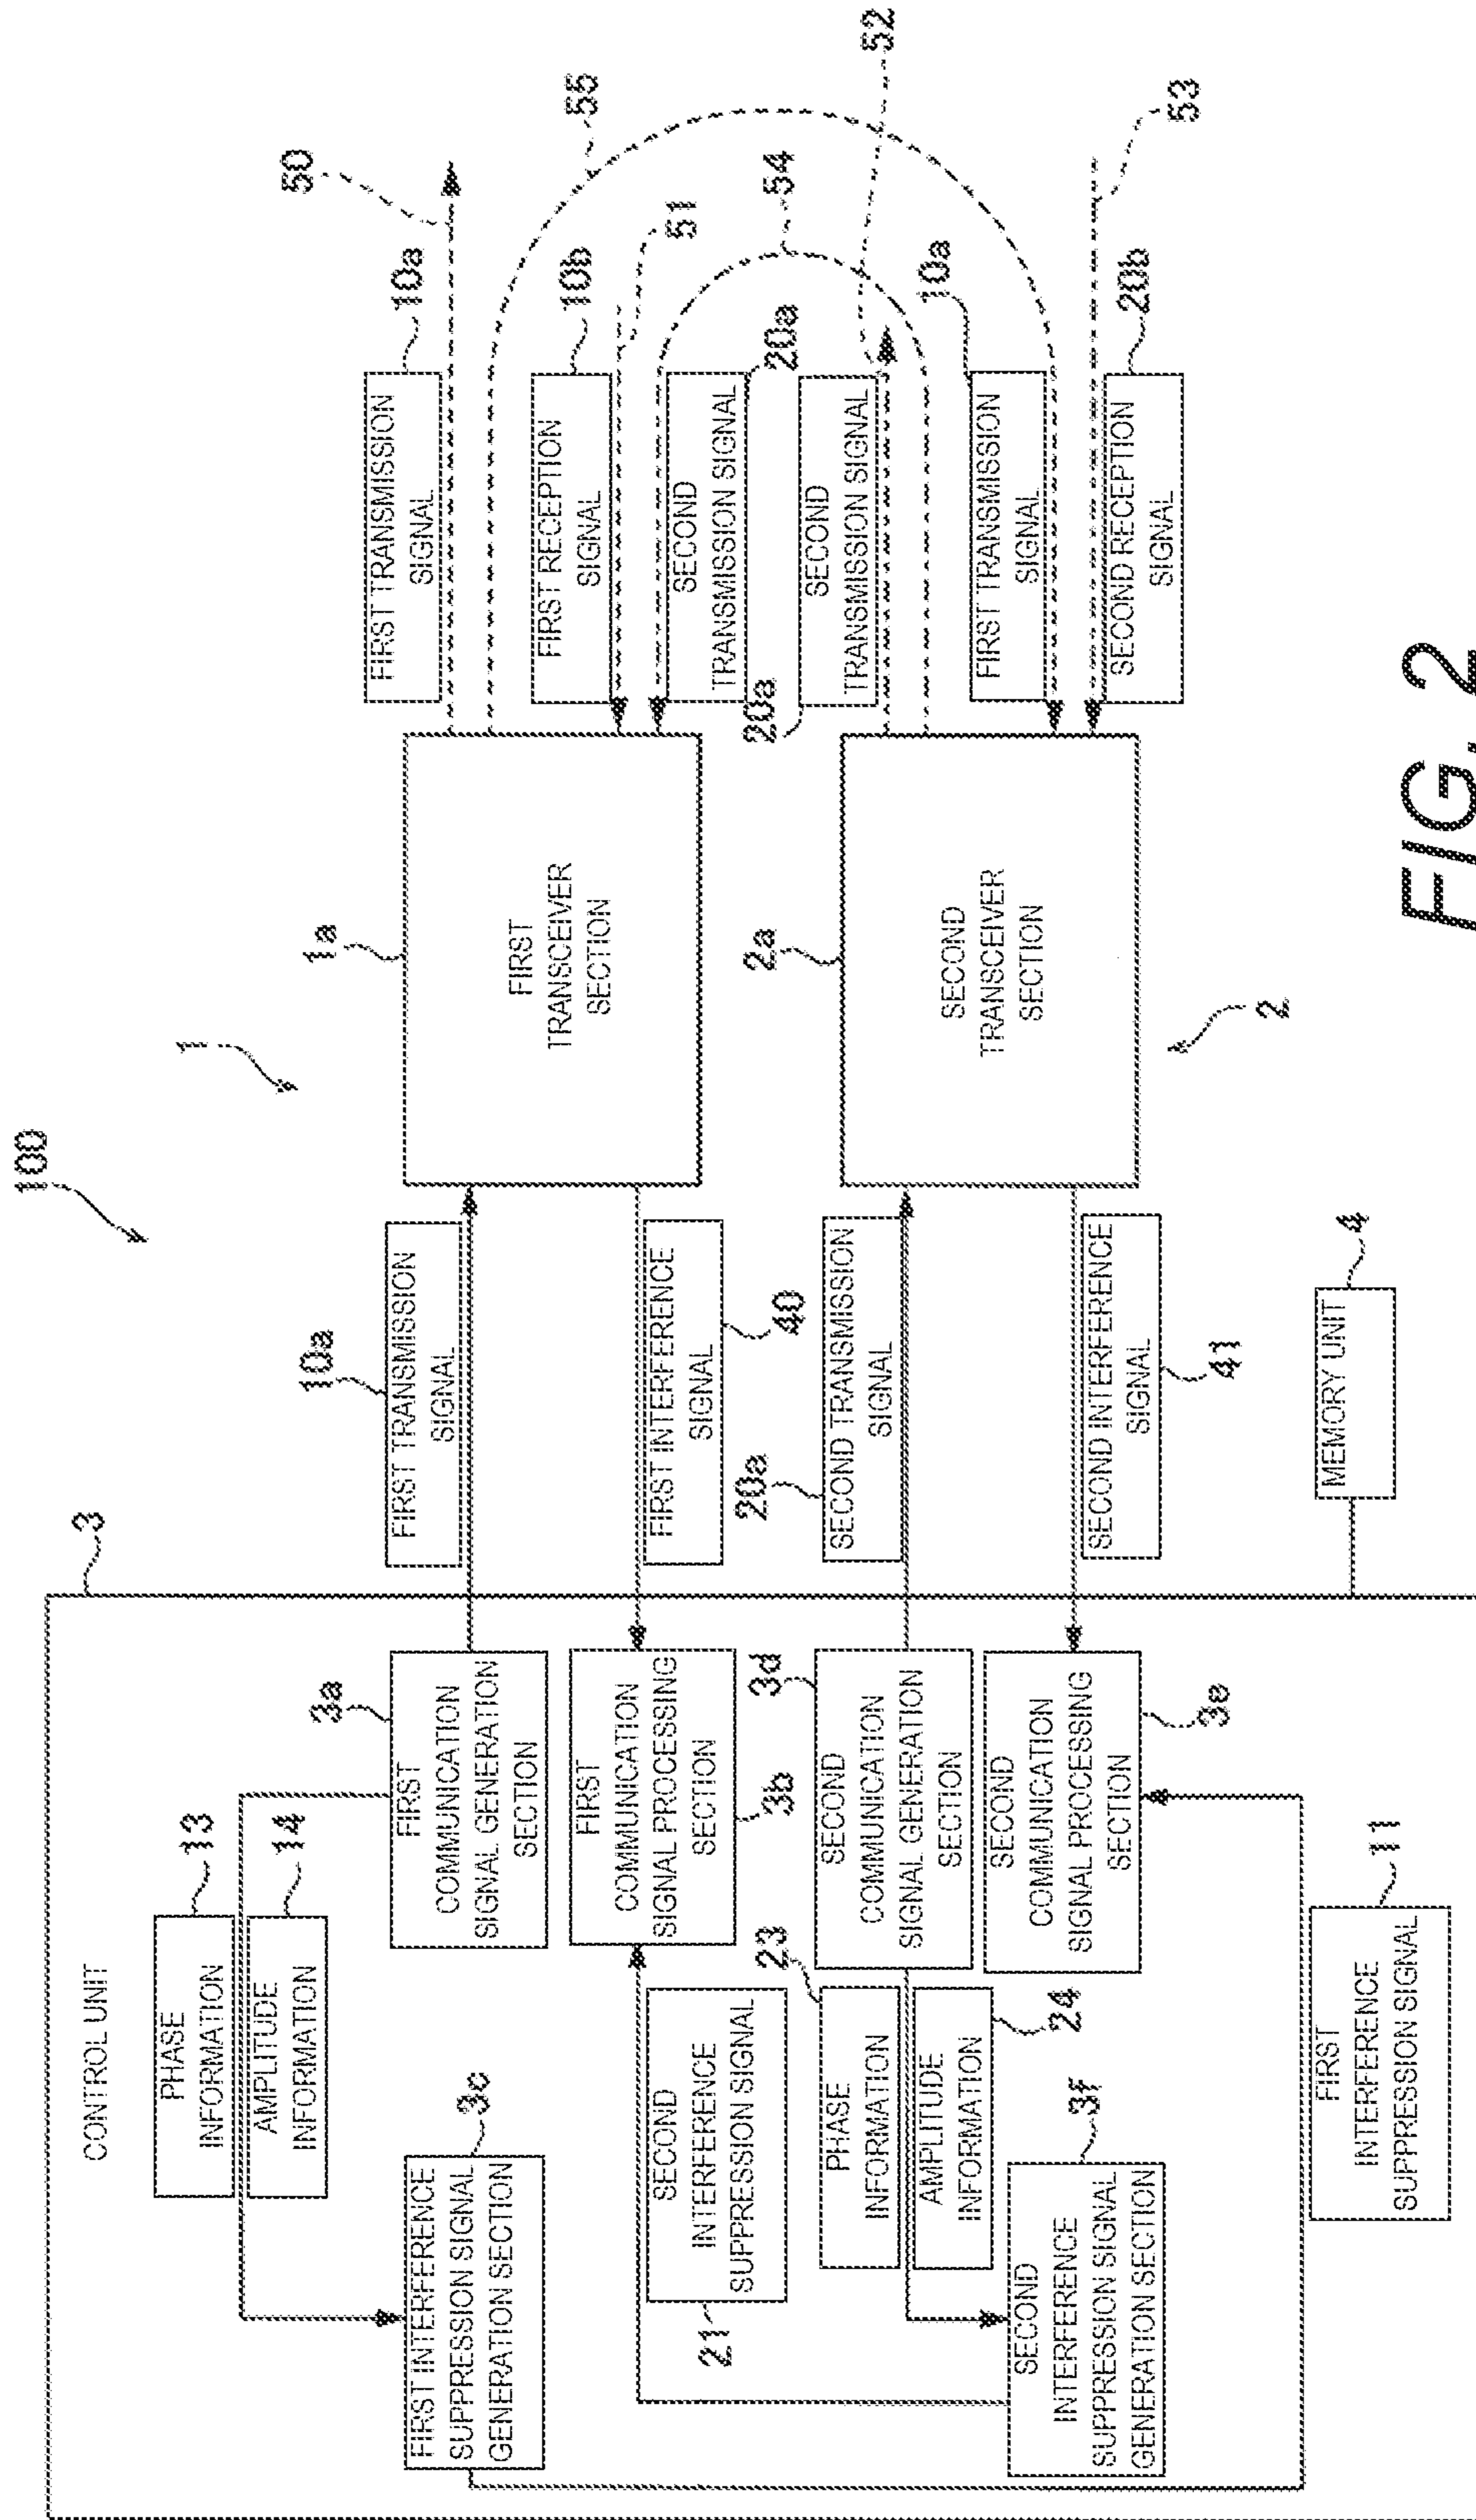 100
1
3
CONTROL UNIT
PHASE
INFORMATION
13
AMPLITUDE
INFORMATION
14
3a
FIRST
COMMUNICATION
SIGNAL GENERATION
SECTION
3c
FIRST INTERFERENCE
SUPPRESSION SIGNAL
GENERATION SECTION
FIRST
COMMUNICATION
SIGNAL PROCESSING
SECTION
3b
SECOND
INTERFERENCE
SUPPRESSION SIGNAL
21
3d
SECOND
COMMUNICATION
SIGNAL GENERATION
SECTION
23
PHASE
INFORMATION
AMPLITUDE
INFORMATION
24
3f
SECOND
INTERFERENCE
SUPPRESSION SIGNAL
GENERATION SECTION
SECOND
COMMUNICATION
SIGNAL PROCESSING
SECTION
3e
FIRST
INTERFERENCE
SUPPRESSION SIGNAL
11
10a
FIRST TRANSMISSION
SIGNAL
FIRST INTERFERENCE
SIGNAL
40
20a
SECOND TRANSMISSION
SIGNAL
SECOND INTERFERENCE
SIGNAL
41
MEMORY UNIT
4
1a
FIRST
TRANSCEIVER
SECTION
2a
SECOND
TRANSCEIVER
SECTION
2
FIRST TRANSMISSION
SIGNAL
10a
50
55
FIRST RECEPTION
SIGNAL
10b
51
SECOND
TRANSMISSION SIGNAL
20a
54
20a
SECOND
TRANSMISSION SIGNAL
52
FIRST TRANSMISSION
SIGNAL
10a
SECOND RECEPTION
SIGNAL
20b
53
FIG. 2